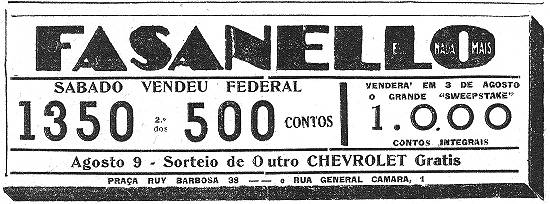 FASANELLO
E NADA MAIS
SABADO VENDEU FEDERAL
1350 2.º dos 500 CONTOS
VENDERA' EM 3 DE AGOSTO
O GRANDE "SWEEPSTAKE"
1.000
CONTOS INTEGRAIS
Agosto 9 - Sorteio de Outro CHEVROLET Gratis
PRAÇA RUY BARBOSA 38 —— e RUA GENERAL CAMARA, 1